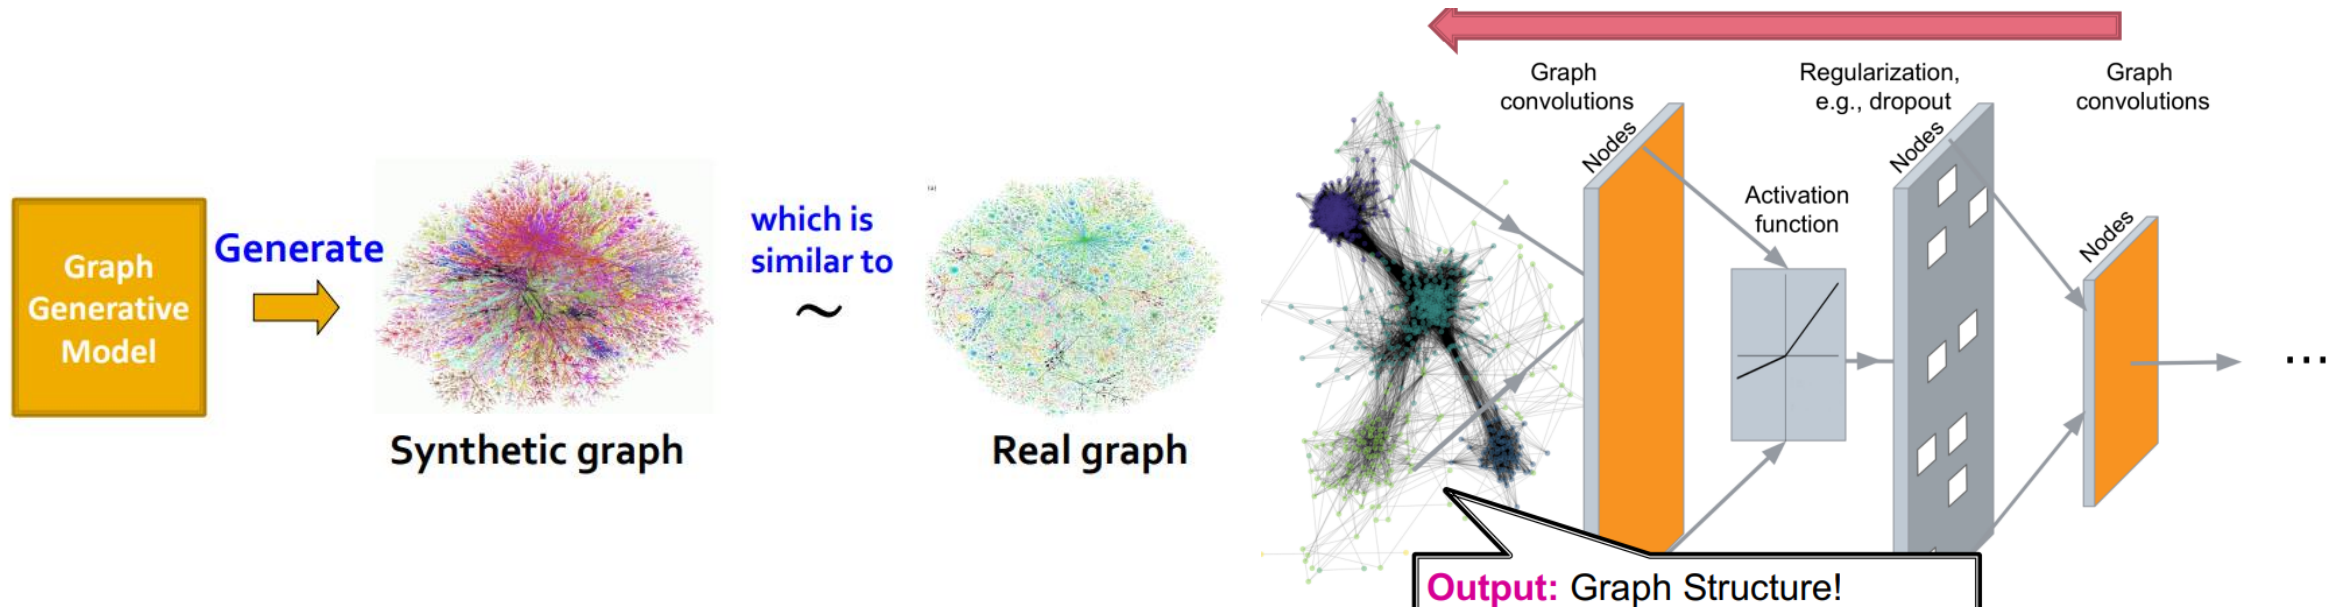 Graph
Generative
Model
Generate
Synthetic graph
which is
similar to
~
Real graph
Graph
convolutions
Nodes
Activation
function
Regularization,
e.g., dropout
Nodes
Graph
convolutions
Nodes
...
Output: Graph Structure!